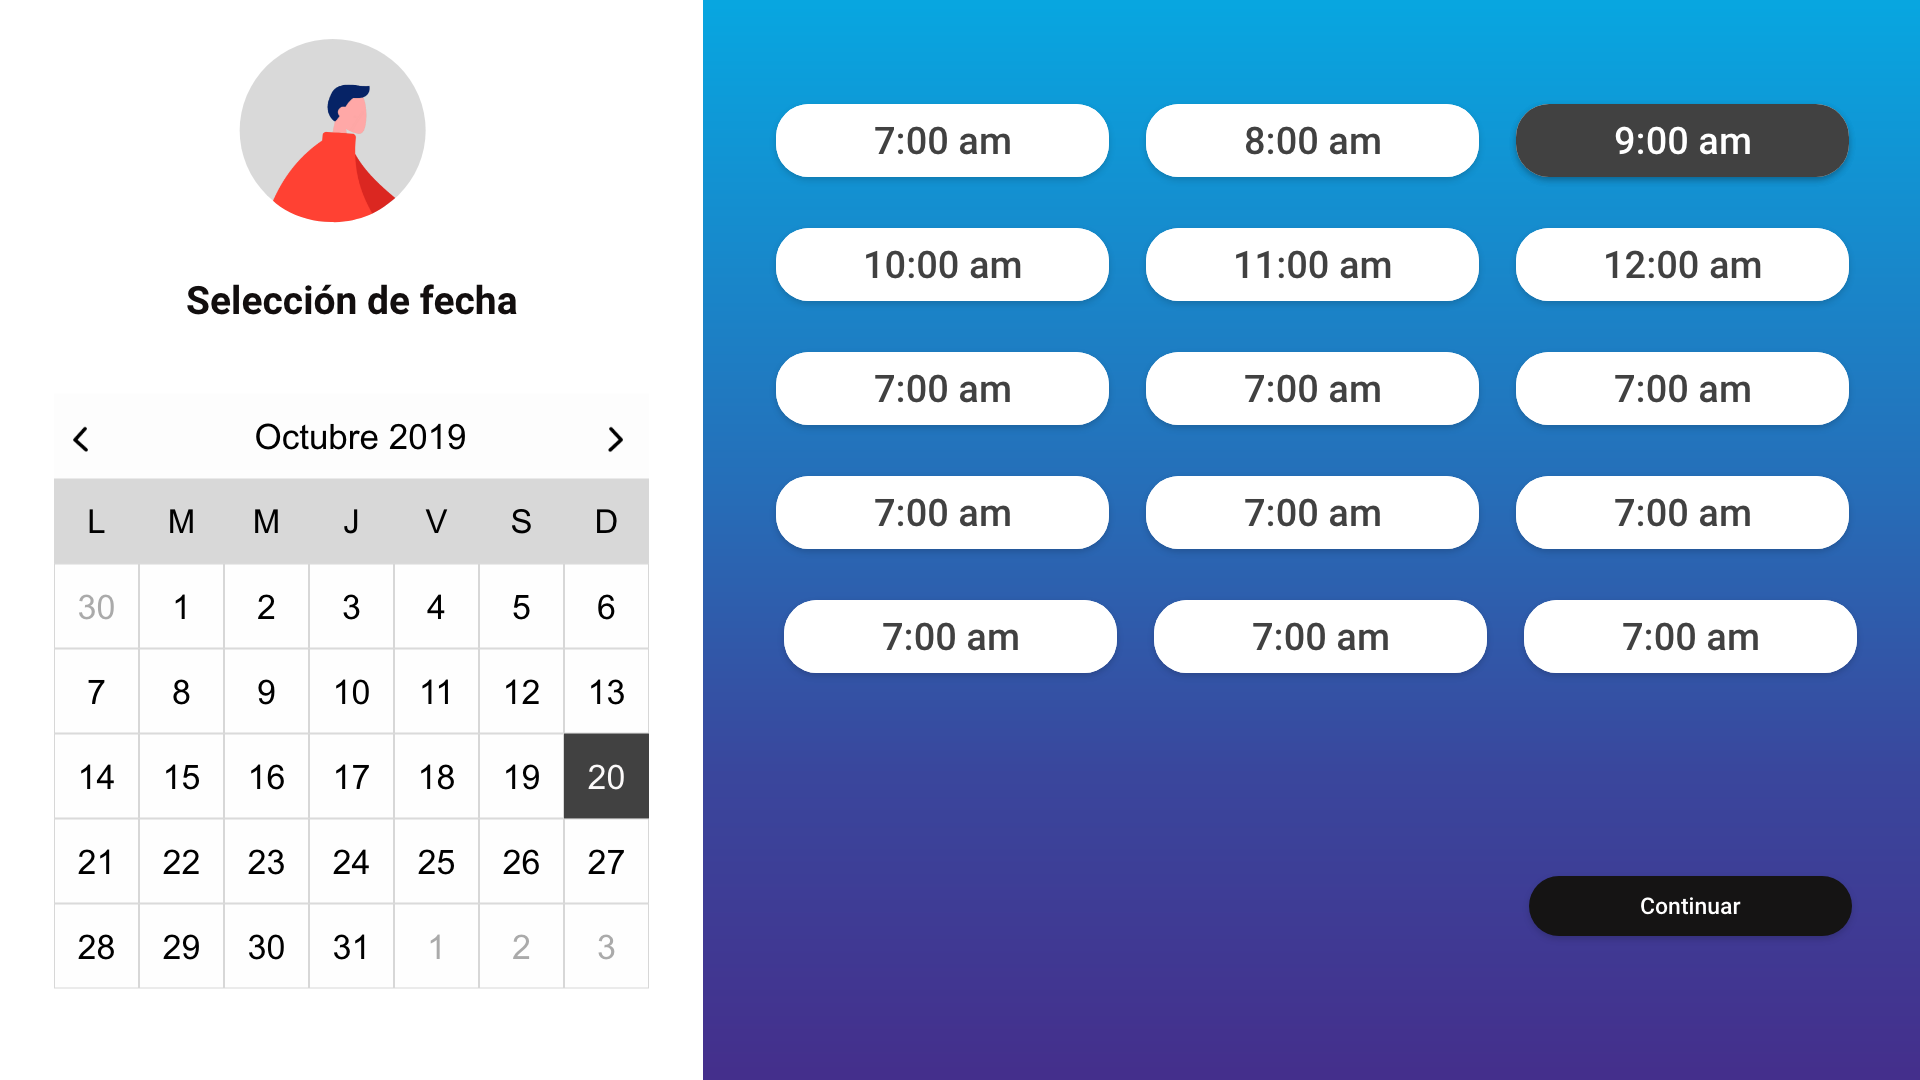 Selección de fecha
Octubre 2019
L M M J V S D
30 1 2 3 4 5 6
7 8 9 10 11 12 13
14 15 16 17 18 19 20
21 22 23 24 25 26 27
28 29 30 31 1 2 3
7:00 am 8:00 am 9:00 am
10:00 am 11:00 am 12:00 am
7:00 am 7:00 am 7:00 am
7:00 am 7:00 am 7:00 am
7:00 am 7:00 am 7:00 am
Continuar